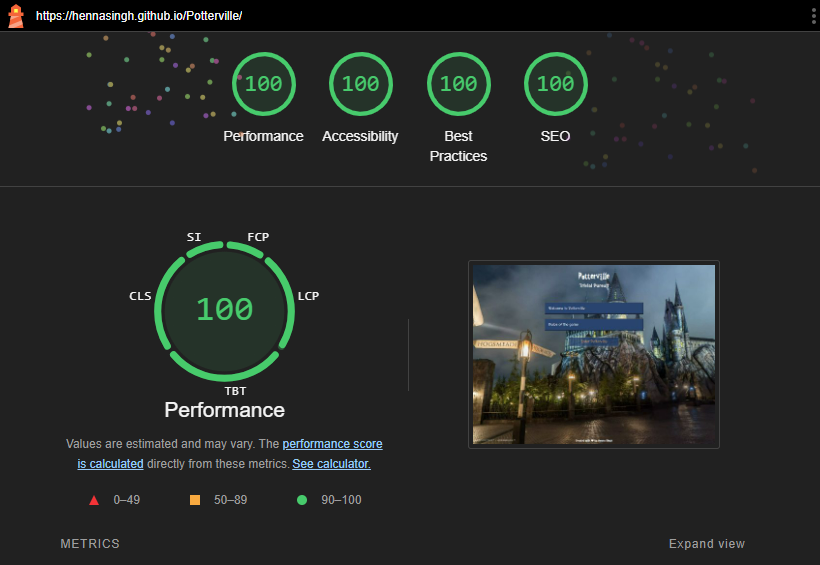 https://hennasingh.github.io/Potterville/
100 100 100 100
Performance Accessibility Best Practices SEO
SI FCP
CLS LCP
100
TBT
Performance
Values are estimated and may vary. The performance score
is calculated directly from these metrics. See calculator.
0–49 50–89 90–100
Potterville
Trivial Pursuit
Welcome to Potterville
Rules of the game
HOGSMEADE
METRICS Expand view